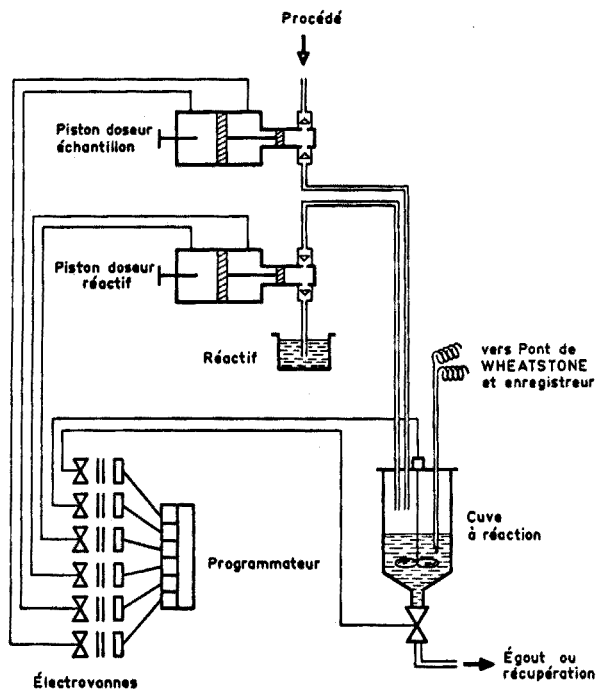 Procédé
Piston doseur
échantillon
Piston doseur
réactif
Réactif
vers Pont de
WHEATSTONE
et enregistreur
Cuve
à réaction
Programmateur
Égout ou
récupération
Électrovannes